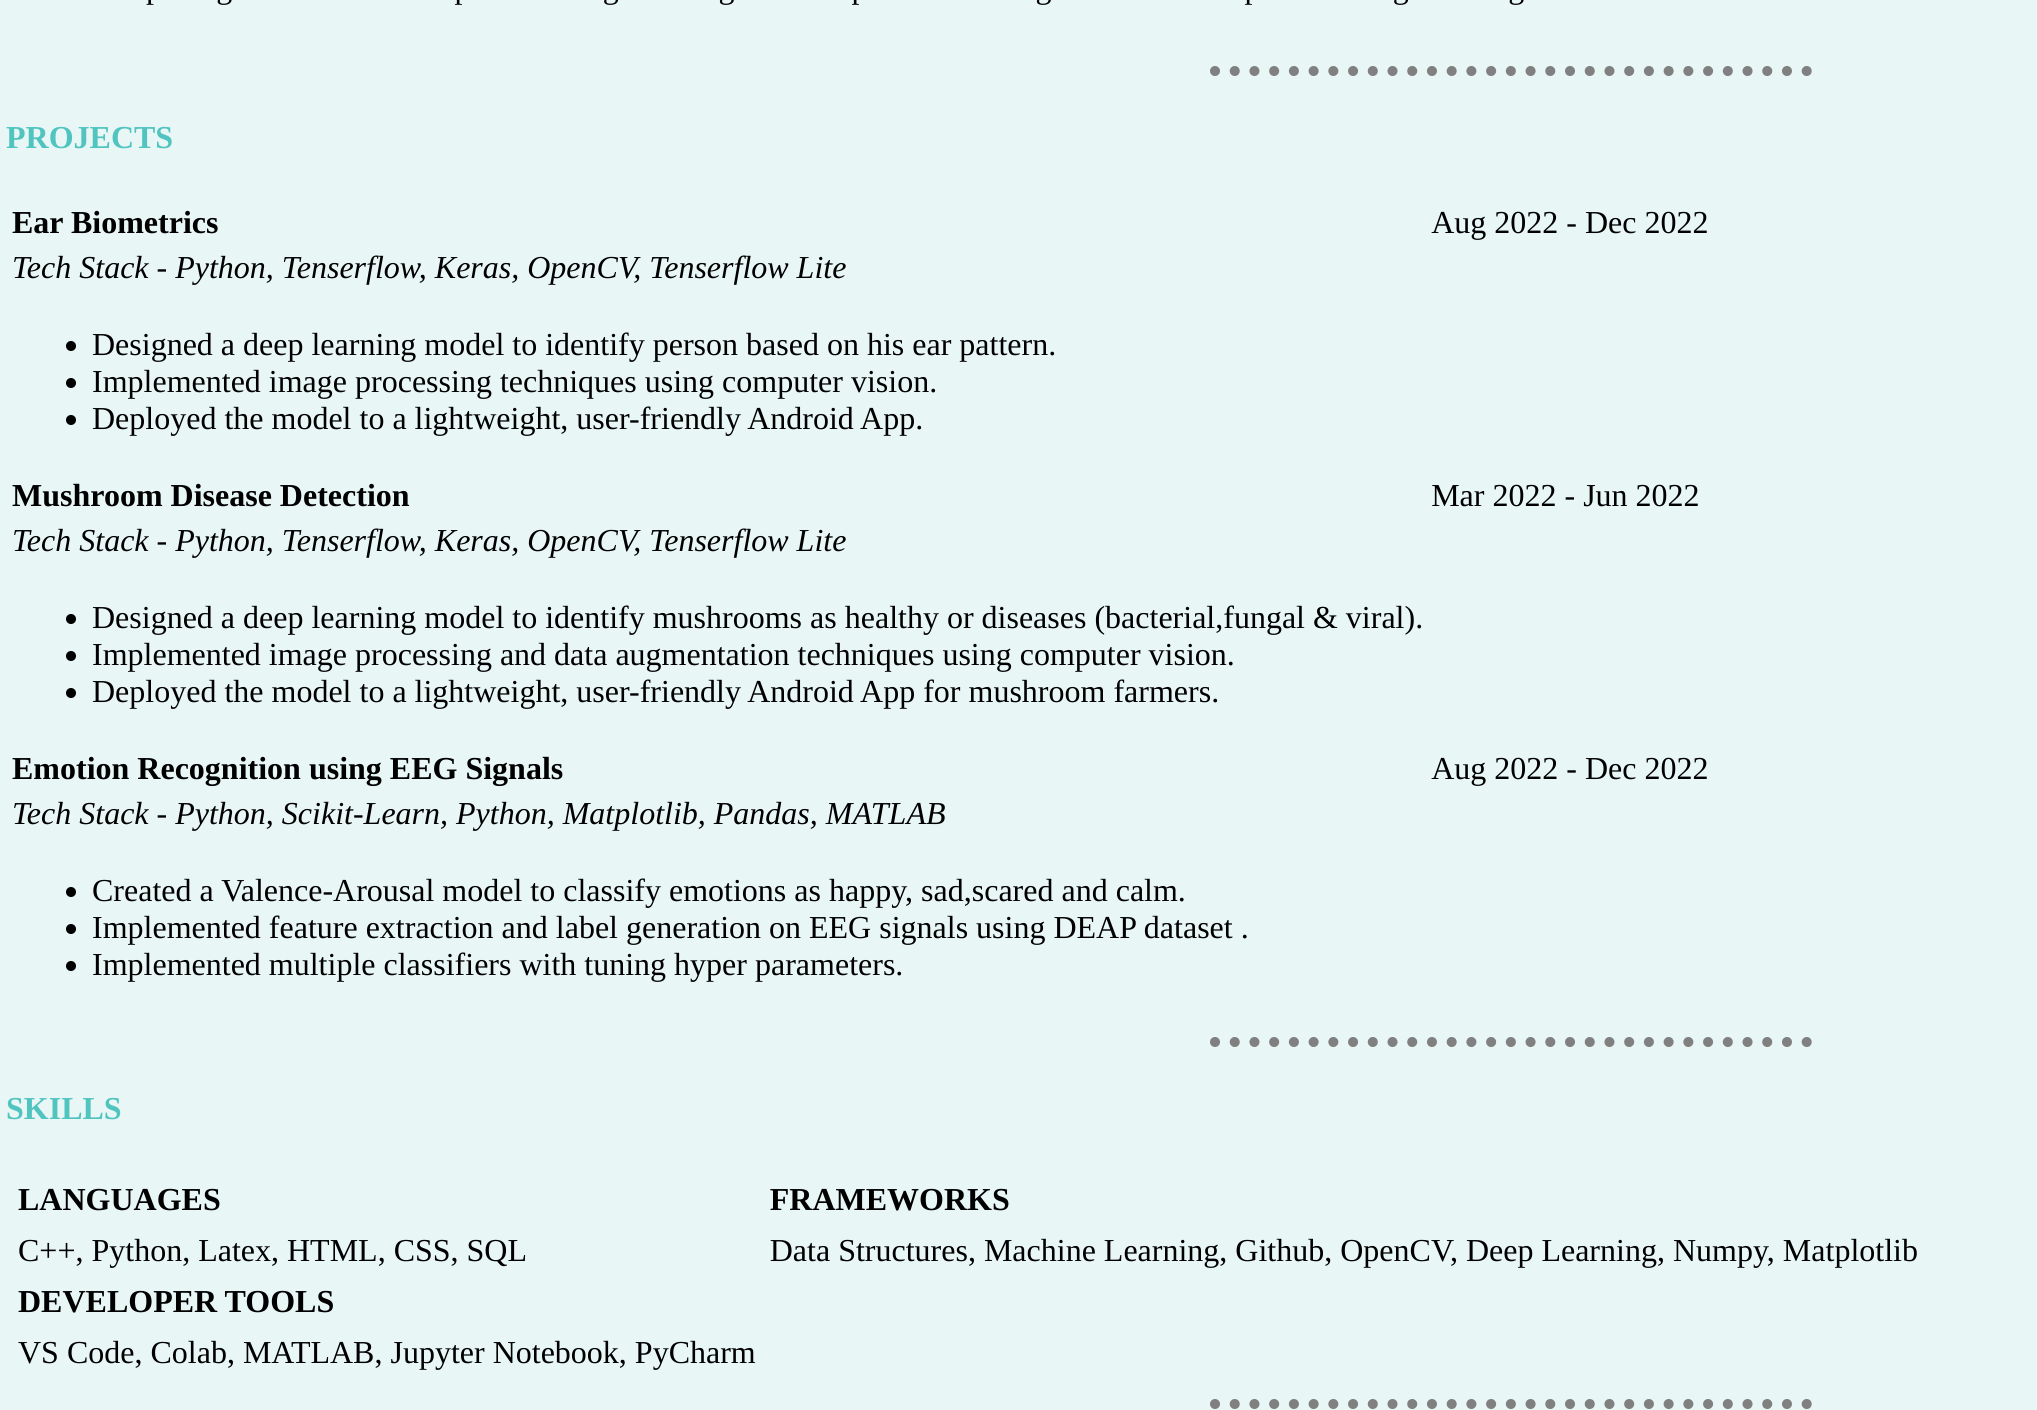 PROJECTS
Ear Biometrics Aug 2022 - Dec 2022
Tech Stack - Python, Tenserflow, Keras, OpenCV, Tenserflow Lite
• Designed a deep learning model to identify person based on his ear pattern.
• Implemented image processing techniques using computer vision.
• Deployed the model to a lightweight, user-friendly Android App.
Mushroom Disease Detection Mar 2022 - Jun 2022
Tech Stack - Python, Tenserflow, Keras, OpenCV, Tenserflow Lite
• Designed a deep learning model to identify mushrooms as healthy or diseases (bacterial,fungal & viral).
• Implemented image processing and data augmentation techniques using computer vision.
• Deployed the model to a lightweight, user-friendly Android App for mushroom farmers.
Emotion Recognition using EEG Signals Aug 2022 - Dec 2022
Tech Stack - Python, Scikit-Learn, Python, Matplotlib, Pandas, MATLAB
• Created a Valence-Arousal model to classify emotions as happy, sad,scared and calm.
• Implemented feature extraction and label generation on EEG signals using DEAP dataset .
• Implemented multiple classifiers with tuning hyper parameters.
SKILLS
LANGUAGES FRAMEWORKS
C++, Python, Latex, HTML, CSS, SQL Data Structures, Machine Learning, Github, OpenCV, Deep Learning, Numpy, Matplotlib
DEVELOPER TOOLS
VS Code, Colab, MATLAB, Jupyter Notebook, PyCharm